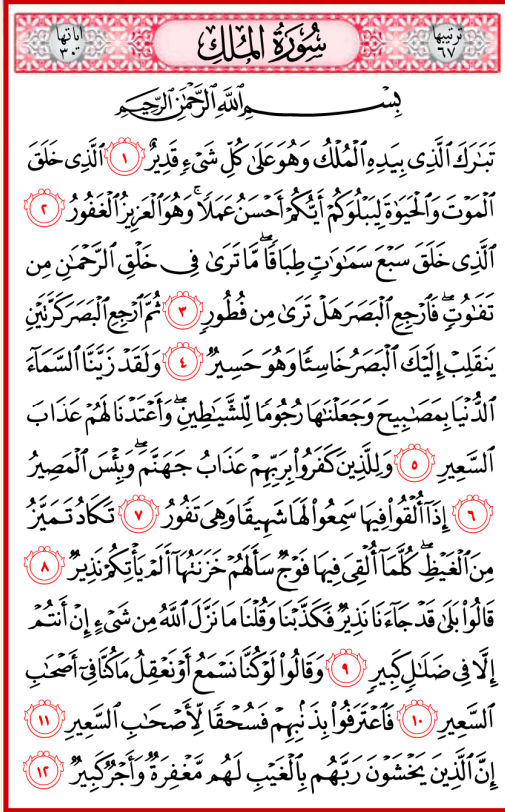 ترتيبها ٦٧ سُورَةُ المُلْكِ آياتها ٣٠
بِسْمِ ٱللَّهِ ٱلرَّحْمَٰنِ ٱلرَّحِيمِ
تَبَٰرَكَ ٱلَّذِى بِيَدِهِ ٱلْمُلْكُ وَهُوَ عَلَىٰ كُلِّ شَىْءٍ قَدِيرٌ ١ ٱلَّذِى خَلَقَ
ٱلْمَوْتَ وَٱلْحَيَوٰةَ لِيَبْلُوَكُمْ أَيُّكُمْ أَحْسَنُ عَمَلًا ۚ وَهُوَ ٱلْعَزِيزُ ٱلْغَفُورُ ٢
ٱلَّذِى خَلَقَ سَبْعَ سَمَٰوَٰتٍ طِبَاقًا ۖ مَّا تَرَىٰ فِى خَلْقِ ٱلرَّحْمَٰنِ مِن
تَفَٰوُتٍ ۖ فَٱرْجِعِ ٱلْبَصَرَ هَلْ تَرَىٰ مِن فُطُورٍ ٣ ثُمَّ ٱرْجِعِ ٱلْبَصَرَ كَرَّتَيْنِ
يَنقَلِبْ إِلَيْكَ ٱلْبَصَرُ خَاسِئًا وَهُوَ حَسِيرٌ ٤ وَلَقَدْ زَيَّنَّا ٱلسَّمَآءَ
ٱلدُّنْيَا بِمَصَٰبِيحَ وَجَعَلْنَٰهَا رُجُومًا لِّلشَّيَٰطِينِ ۖ وَأَعْتَدْنَا لَهُمْ عَذَابَ
ٱلسَّعِيرِ ٥ وَلِلَّذِينَ كَفَرُوا۟ بِرَبِّهِمْ عَذَابُ جَهَنَّمَ ۖ وَبِئْسَ ٱلْمَصِيرُ
٦ إِذَآ أُلْقُوا۟ فِيهَا سَمِعُوا۟ لَهَا شَهِيقًا وَهِىَ تَفُورُ ٧ تَكَادُ تَمَيَّزُ
مِنَ ٱلْغَيْظِ ۖ كُلَّمَآ أُلْقِىَ فِيهَا فَوْجٌ سَأَلَهُمْ خَزَنَتُهَآ أَلَمْ يَأْتِكُمْ نَذِيرٌ ٨
قَالُوا۟ بَلَىٰ قَدْ جَآءَنَا نَذِيرٌ فَكَذَّبْنَا وَقُلْنَا مَا نَزَّلَ ٱللَّهُ مِن شَىْءٍ إِنْ أَنتُمْ
إِلَّا فِى ضَلَٰلٍ كَبِيرٍ ٩ وَقَالُوا۟ لَوْ كُنَّا نَسْمَعُ أَوْ نَعْقِلُ مَا كُنَّا فِىٓ أَصْحَٰبِ
ٱلسَّعِيرِ ١٠ فَٱعْتَرَفُوا۟ بِذَنۢبِهِمْ فَسُحْقًا لِّأَصْحَٰبِ ٱلسَّعِيرِ ١١
إِنَّ ٱلَّذِينَ يَخْشَوْنَ رَبَّهُم بِٱلْغَيْبِ لَهُم مَّغْفِرَةٌ وَأَجْرٌ كَبِيرٌ ١٢